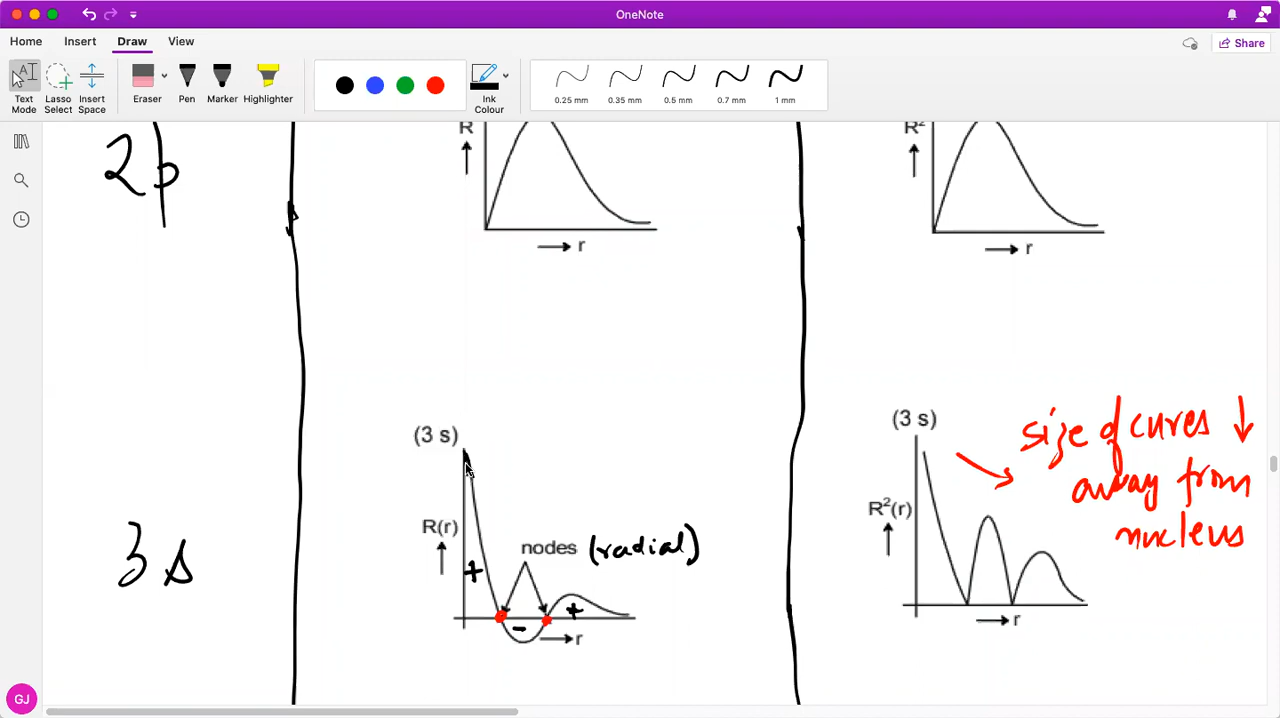 OneNote
Home Insert Draw View
Share
Text Mode
Lasso Select
Insert Space
Eraser
Pen
Marker
Highlighter
Ink Colour
0.25 mm
0.35 mm
0.5 mm
0.7 mm
1 mm
2p
R
r
R²
r
3s
(3 s)
R(r)
nodes (radial)
+
-
+
r
(3 s)
R²(r)
r
size of cures ↓
away from
nucleus
GJ